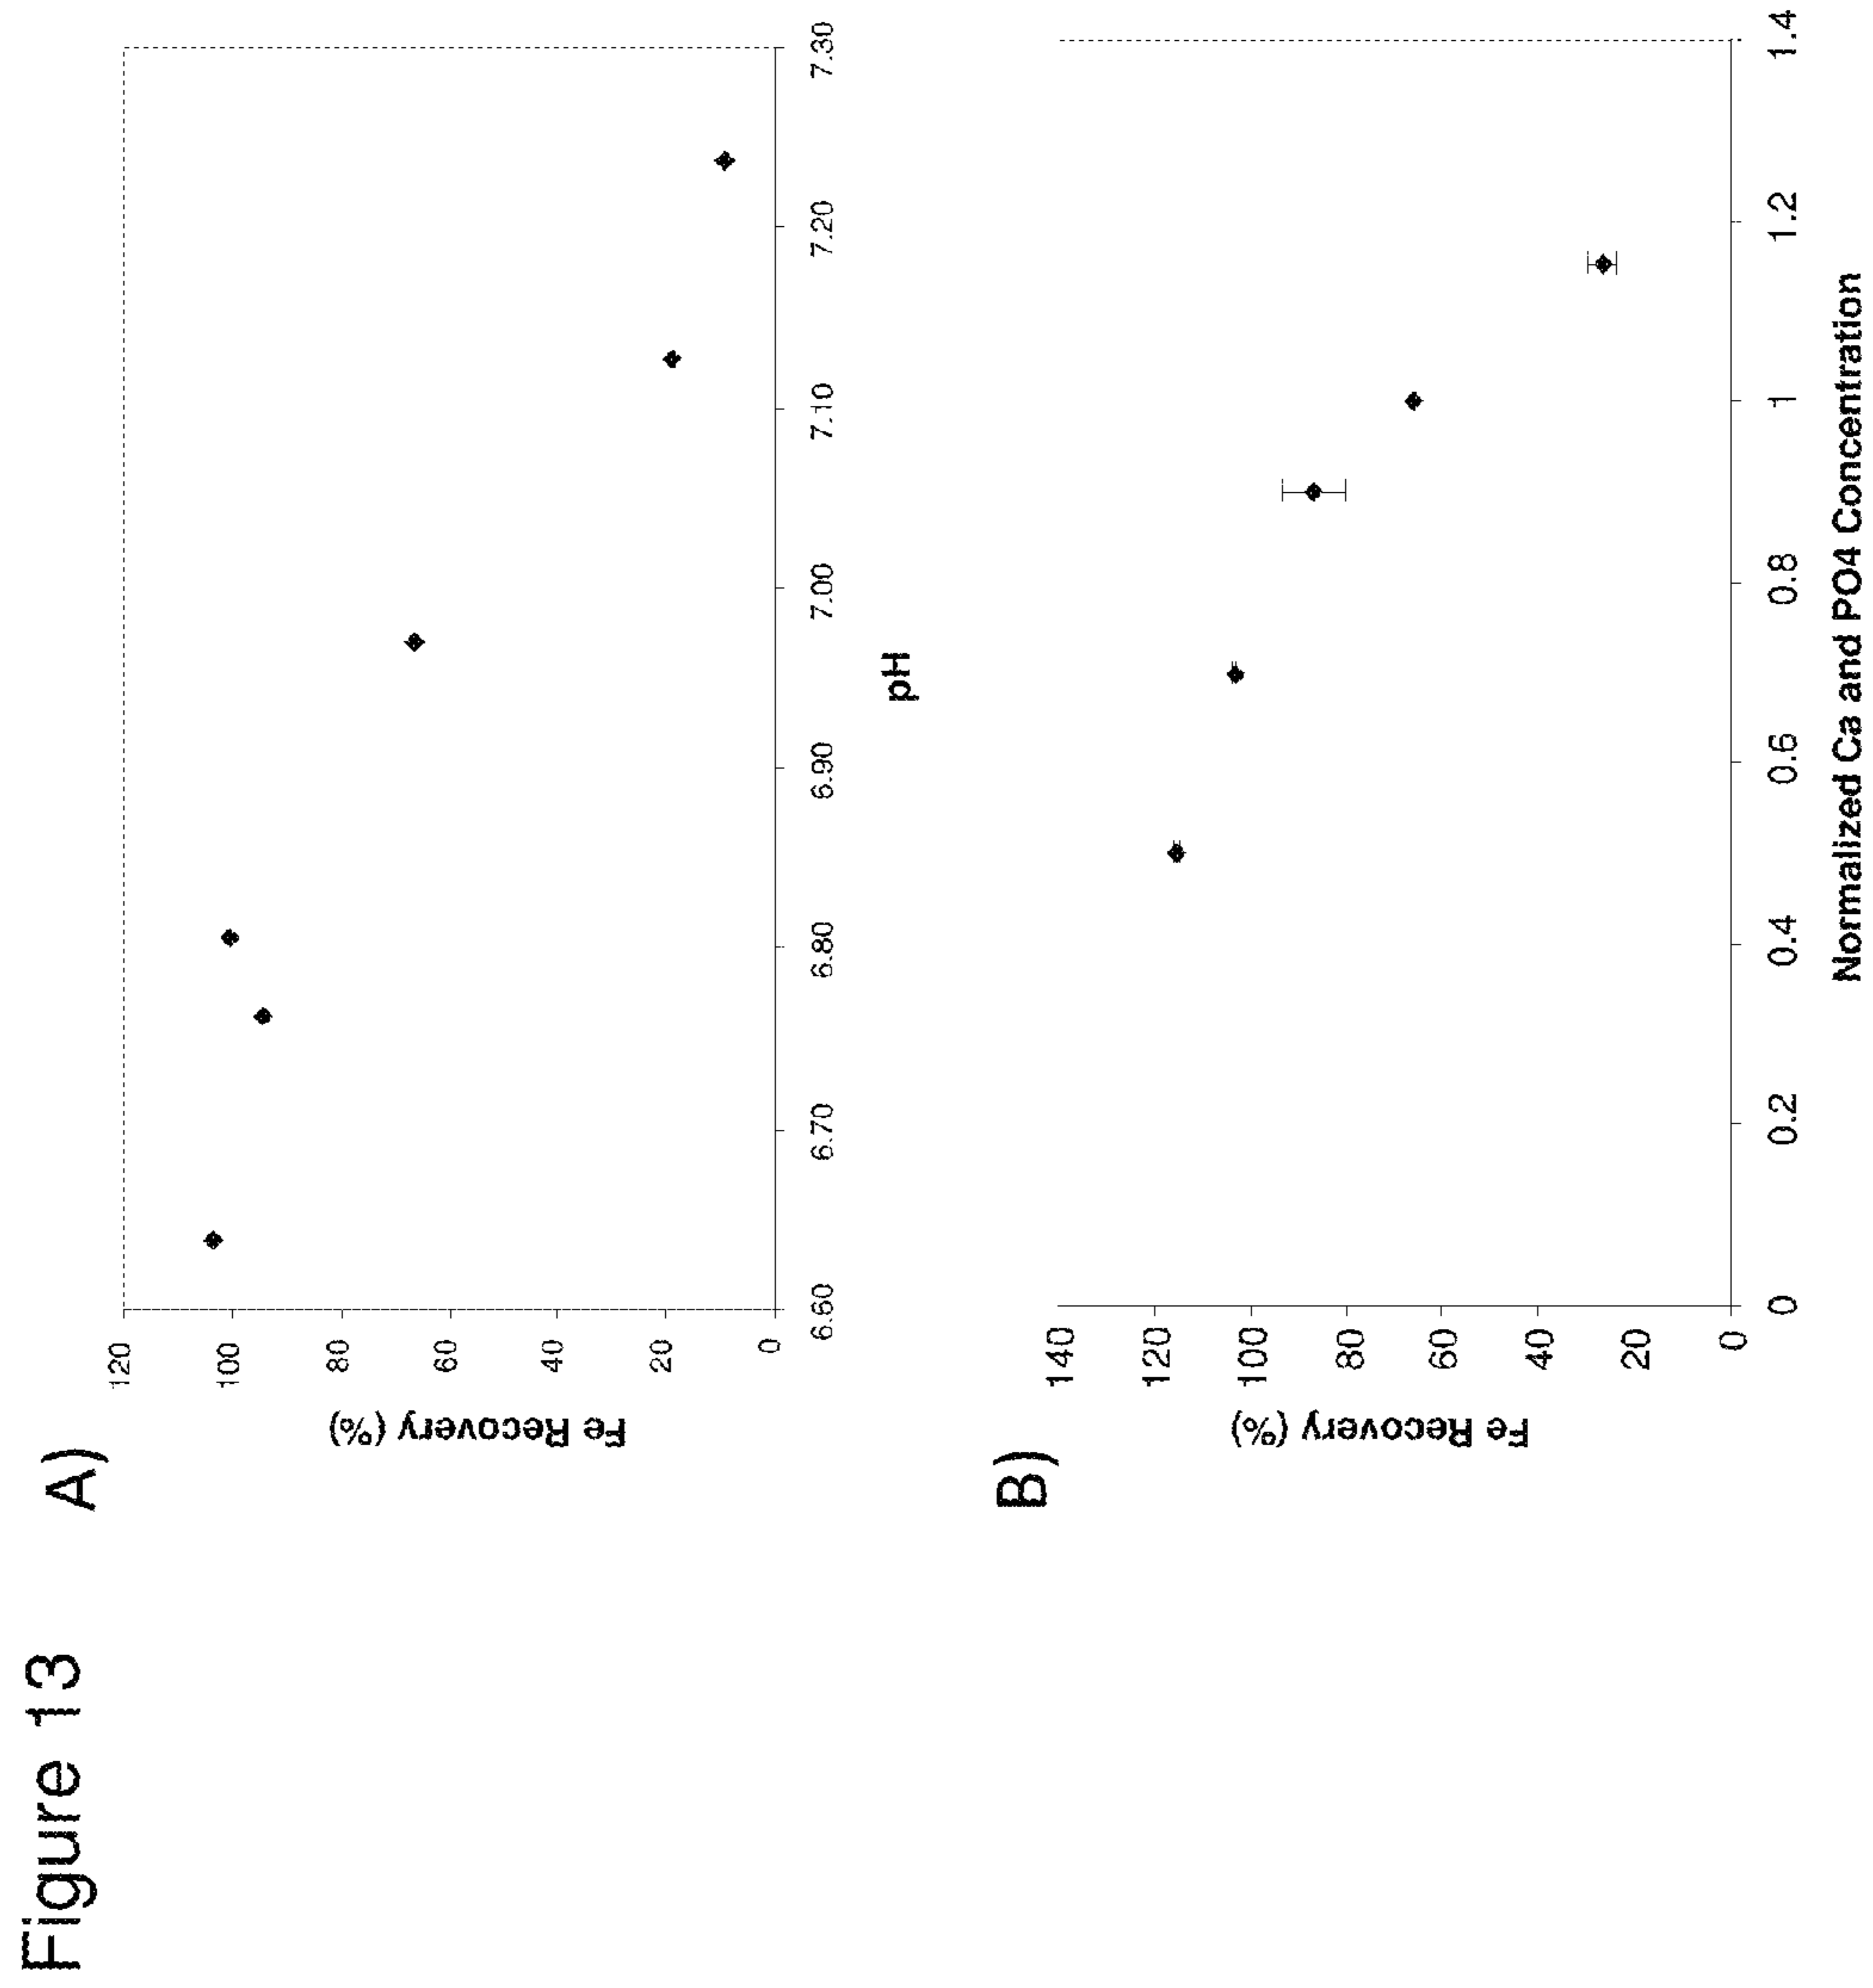 Figure 13
A)
Fe Recovery (%)
120
100
80
60
40
20
0
6.60 6.70 6.80 6.90 7.00 7.10 7.20 7.30
pH
B)
Fe Recovery (%)
140
120
100
80
60
40
20
0
0 0.2 0.4 0.6 0.8 1 1.2 1.4
Normalized Ca and PO4 Concentration